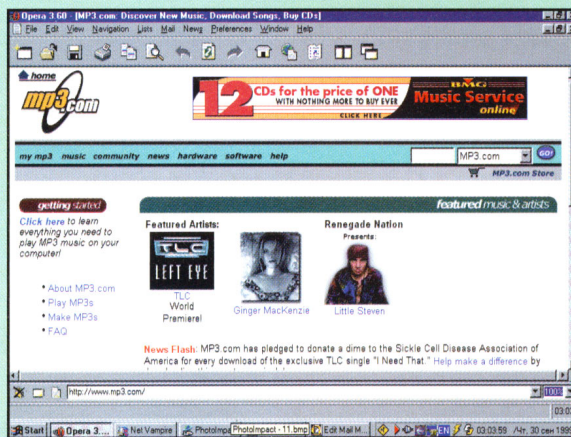 Opera 3.60 - [MP3.com: Discover New Music, Download Songs, Buy CDs]
File Edit View Navigation Lists Mail News Preferences Window Help
home
mp3.com
12 CDs for the price of ONE
WITH NOTHING MORE TO BUY EVER
CLICK HERE
BMG
Music Service
online
my mp3 music community news hardware software help
MP3.com
GO!
MP3.com Store
getting started
featured music & artists
Click here to learn
everything you need to
play MP3 music on your
computer!
About MP3.com
Play MP3s
Make MP3s
FAQ
Featured Artists:
TLC
LEFT EYE
TLC
World
Premiere!
Ginger MacKenzie
Renegade Nation
Presents:
Little Steven
News Flash: MP3.com has pledged to donate a dime to the Sickle Cell Disease Association of
America for every download of the exclusive TLC single "I Need That." Help make a difference by
http://www.mp3.com/
100%
Start Opera 3.... Net Vampire PhotoImpa PhotoImpact - 11.bmp Edit Mail M... EN 03:03:59 Чт, 30 сен 1999